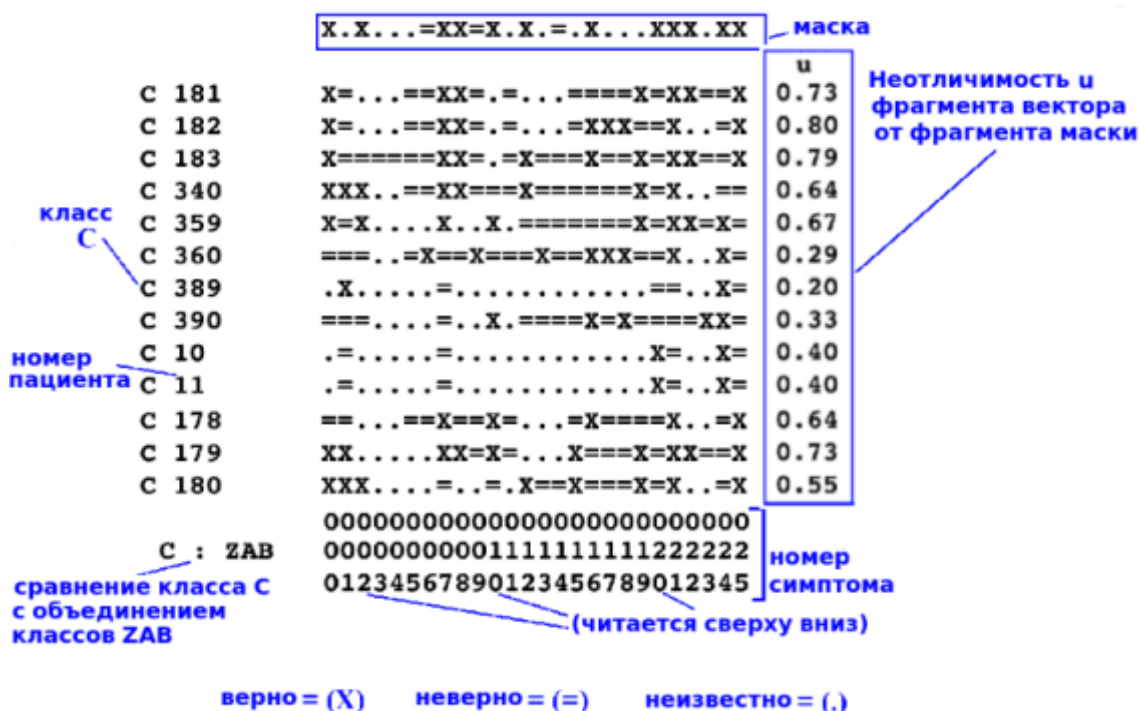 X.X...=XX=X.X.=.X...XXX.XX маска
u
C 181 X=...==XX=.=...====X=XX==X 0.73
C 182 X=...==XX=.=...=XXX==X..=X 0.80
C 183 X======XX=.=X===X==X=XX==X 0.79
C 340 XXX..==XX===X======X=X..== 0.64
C 359 X=X....X..X.=======X=XX=X= 0.67
C 360 ===..=X==X===X==XXX==X..X= 0.29
C 389 .X.....=............==..X= 0.20
C 390 ===....=..X.====X=X====XX= 0.33
C 10 .=.....=............X=..X= 0.40
C 11 .=.....=............X=..X= 0.40
C 178 ==...==X==X=...=X====X..=X 0.64
C 179 XX.....XX=X=...X===X=XX==X 0.73
C 180 XXX....=..=.X==X===X=X..=X 0.55
00000000000000000000000000
C : ZAB 00000000001111111111222222
01234567890123456789012345
Неотличимость u
фрагмента вектора
от фрагмента маски
класс
C
номер
пациента
сравнение класса C
с объединением
классов ZAB
номер
симптома
(читается сверху вниз)
верно = (X) неверно = (=) неизвестно = (.)